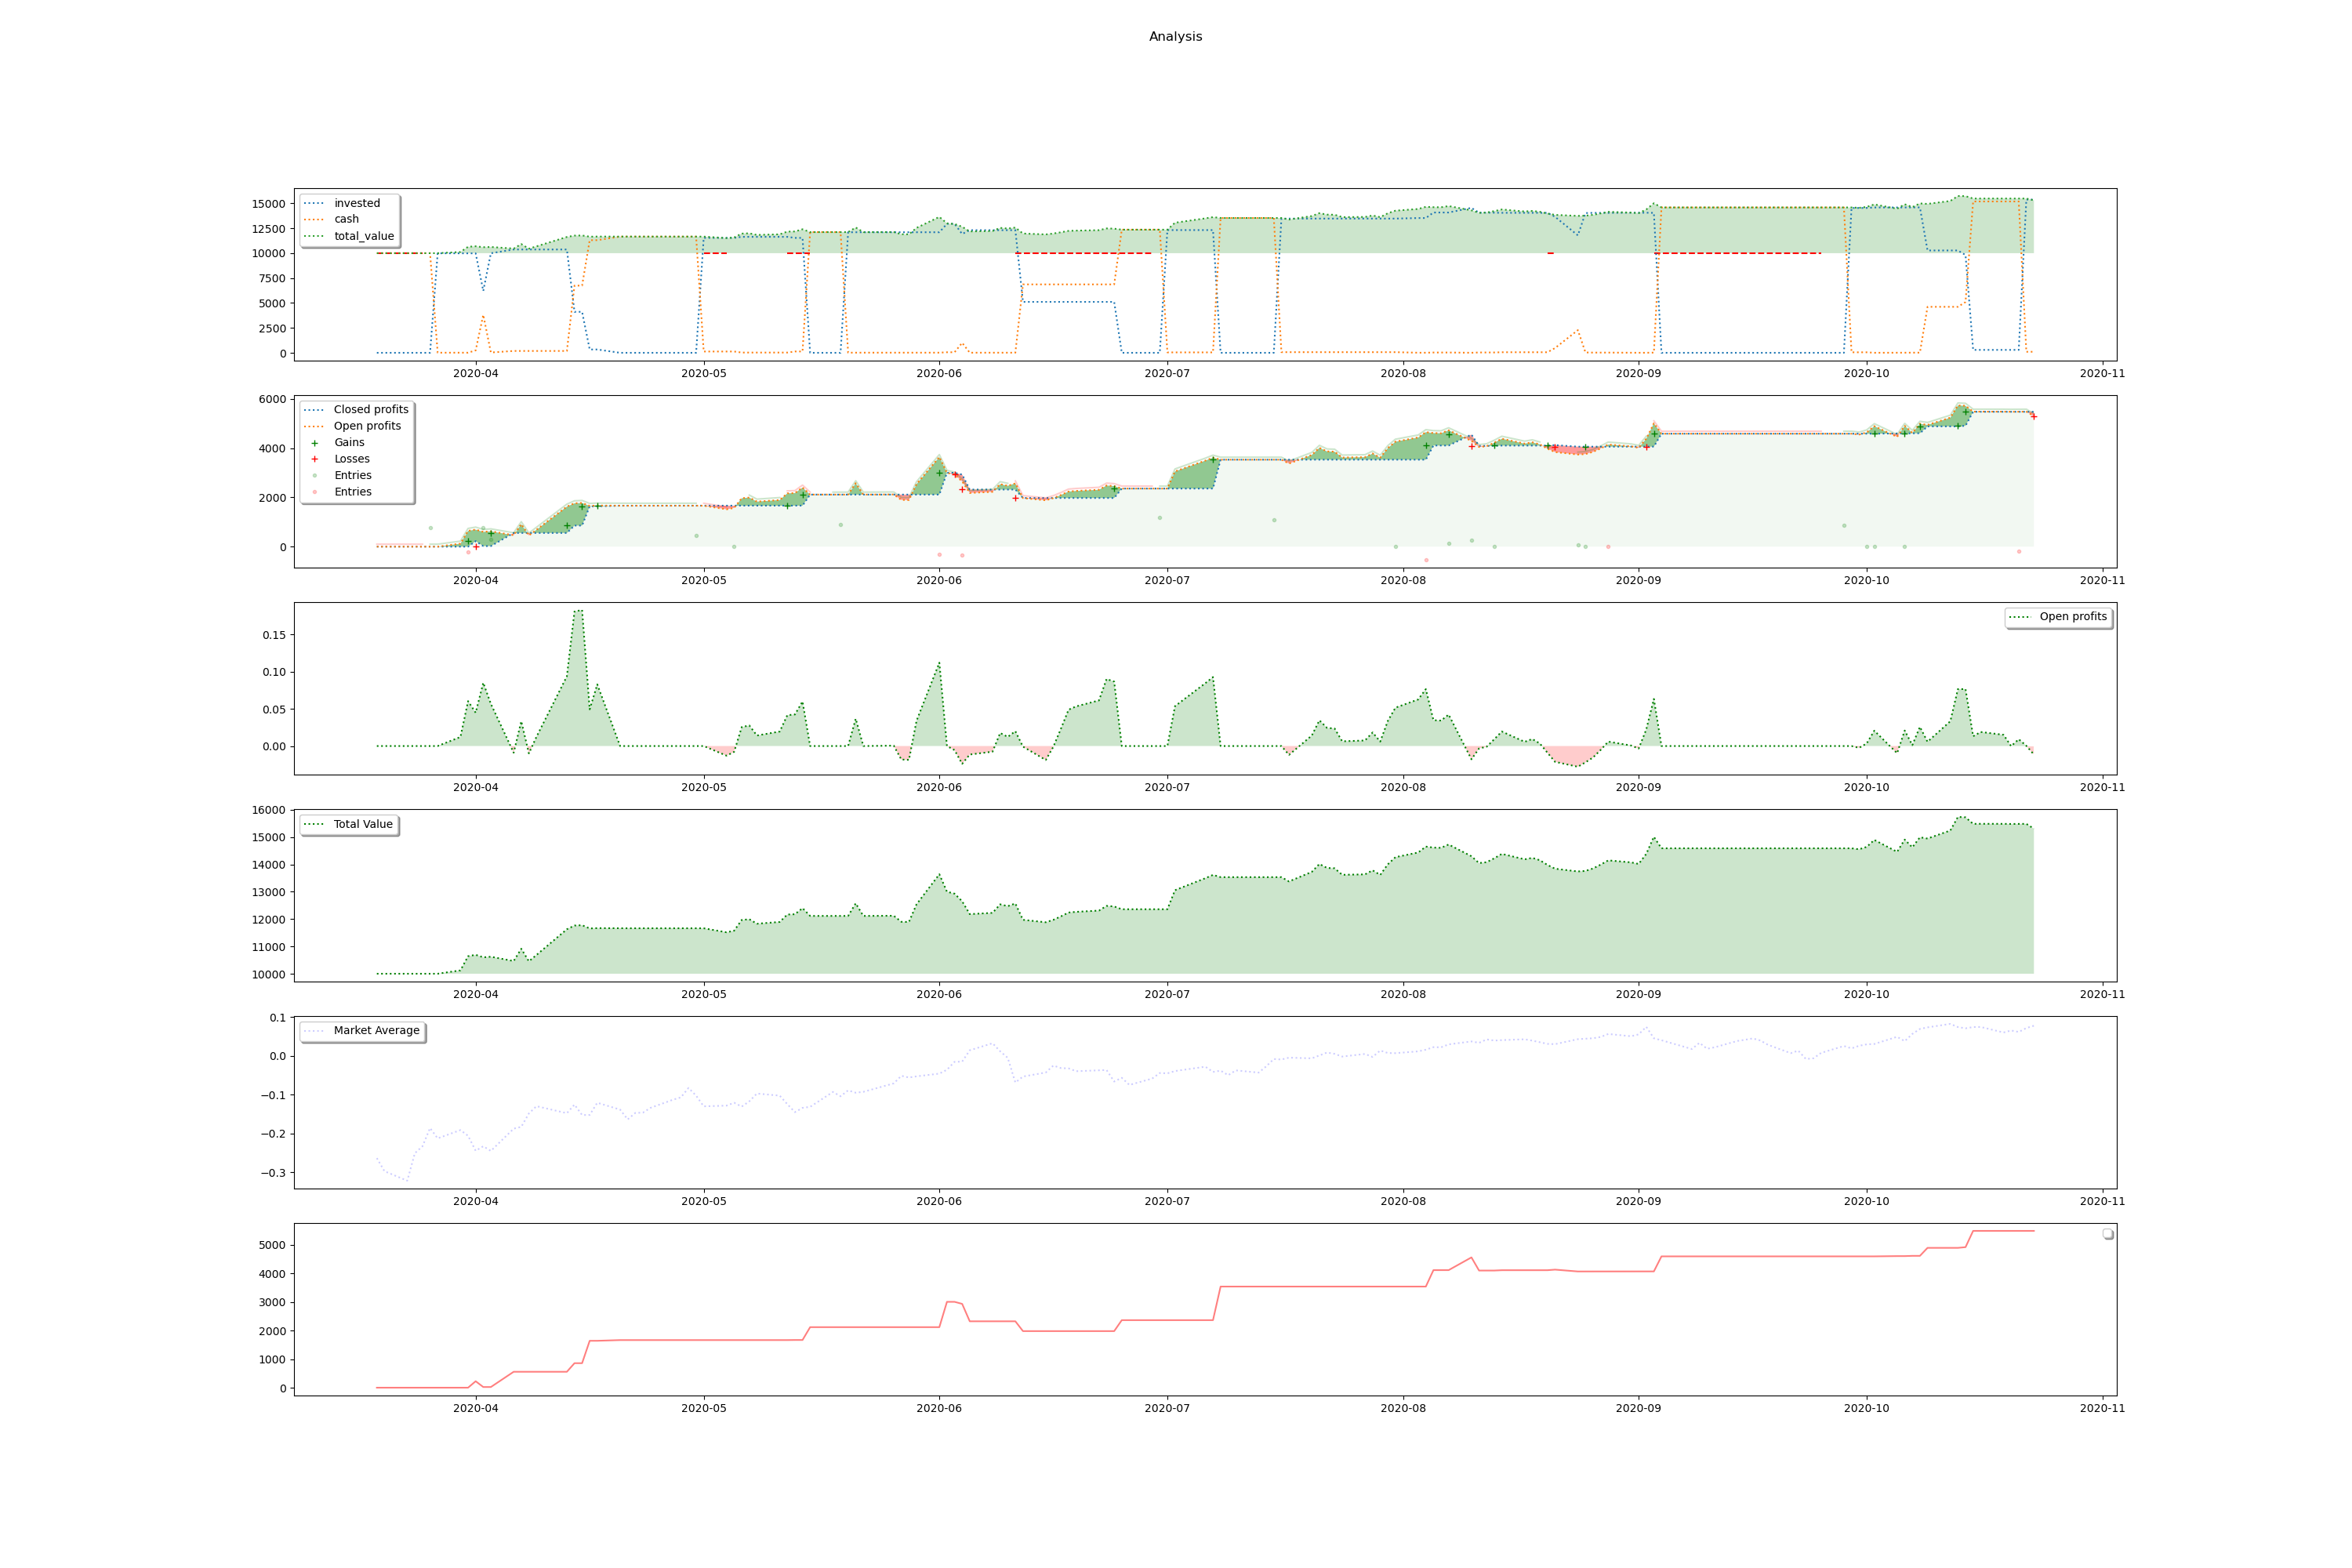 Analysis
invested
cash
total_value
15000
12500
10000
7500
5000
2500
0
2020-04 2020-05 2020-06 2020-07 2020-08 2020-09 2020-10 2020-11
Closed profits
Open profits
Gains
Losses
Entries
Entries
6000
4000
2000
0
2020-04 2020-05 2020-06 2020-07 2020-08 2020-09 2020-10 2020-11
Open profits
0.15
0.10
0.05
0.00
2020-04 2020-05 2020-06 2020-07 2020-08 2020-09 2020-10 2020-11
Total Value
16000
15000
14000
13000
12000
11000
10000
2020-04 2020-05 2020-06 2020-07 2020-08 2020-09 2020-10 2020-11
Market Average
0.1
0.0
−0.1
−0.2
−0.3
2020-04 2020-05 2020-06 2020-07 2020-08 2020-09 2020-10 2020-11
5000
4000
3000
2000
1000
0
2020-04 2020-05 2020-06 2020-07 2020-08 2020-09 2020-10 2020-11